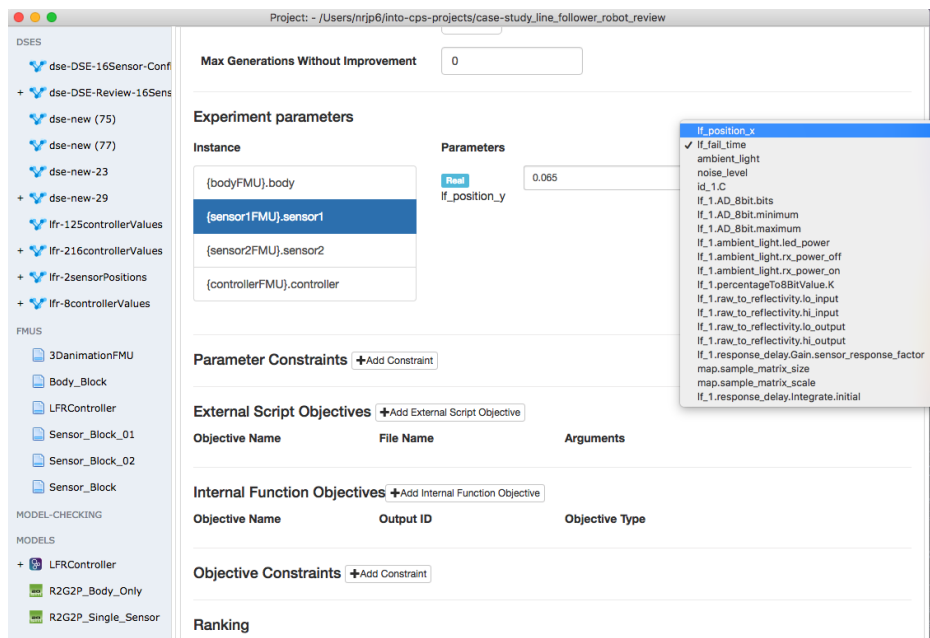 Project: - /Users/nrjp6/into-cps-projects/case-study_line_follower_robot_review
DSES
dse-DSE-16Sensor-Confi
+ dse-DSE-Review-16Sens
dse-new (75)
dse-new (77)
dse-new-23
+ dse-new-29
lfr-125controllerValues
+ lfr-216controllerValues
+ lfr-2sensorPositions
+ lfr-8controllerValues
FMUS
3DanimationFMU
Body_Block
LFRController
Sensor_Block_01
Sensor_Block_02
Sensor_Block
MODEL-CHECKING
MODELS
+ LFRController
R2G2P_Body_Only
R2G2P_Single_Sensor
Max Generations Without Improvement 0
Experiment parameters
Instance Parameters
{bodyFMU}.body
{sensor1FMU}.sensor1
{sensor2FMU}.sensor2
{controllerFMU}.controller
Real 0.065
lf_position_y
lf_position_x
✓ lf_fail_time
ambient_light
noise_level
id_1.C
lf_1.AD_8bit.bits
lf_1.AD_8bit.minimum
lf_1.AD_8bit.maximum
lf_1.ambient_light.led_power
lf_1.ambient_light.rx_power_off
lf_1.ambient_light.rx_power_on
lf_1.percentageTo8BitValue.K
lf_1.raw_to_reflectivity.lo_input
lf_1.raw_to_reflectivity.hi_input
lf_1.raw_to_reflectivity.lo_output
lf_1.raw_to_reflectivity.hi_output
lf_1.response_delay.Gain.sensor_response_factor
map.sample_matrix_size
map.sample_matrix_scale
lf_1.response_delay.Integrate.initial
Parameter Constraints +Add Constraint
External Script Objectives +Add External Script Objective
Objective Name File Name Arguments
Internal Function Objectives +Add Internal Function Objective
Objective Name Output ID Objective Type
Objective Constraints +Add Constraint
Ranking